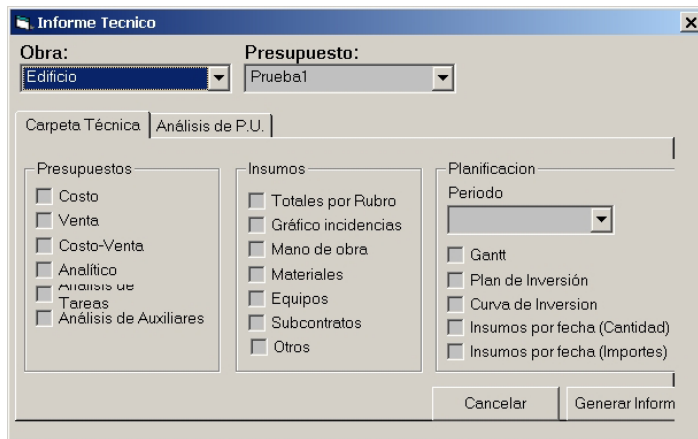 Informe Tecnico
Obra:
Presupuesto:
Edificio
Prueba1
Carpeta Técnica
Análisis de P.U.
Presupuestos
Costo
Venta
Costo-Venta
Analítico
Análisis de
Tareas
Análisis de Auxiliares
Insumos
Totales por Rubro
Gráfico incidencias
Mano de obra
Materiales
Equipos
Subcontratos
Otros
Planificacion
Periodo
Gantt
Plan de Inversión
Curva de Inversion
Insumos por fecha (Cantidad)
Insumos por fecha (Importes)
Cancelar
Generar Inform